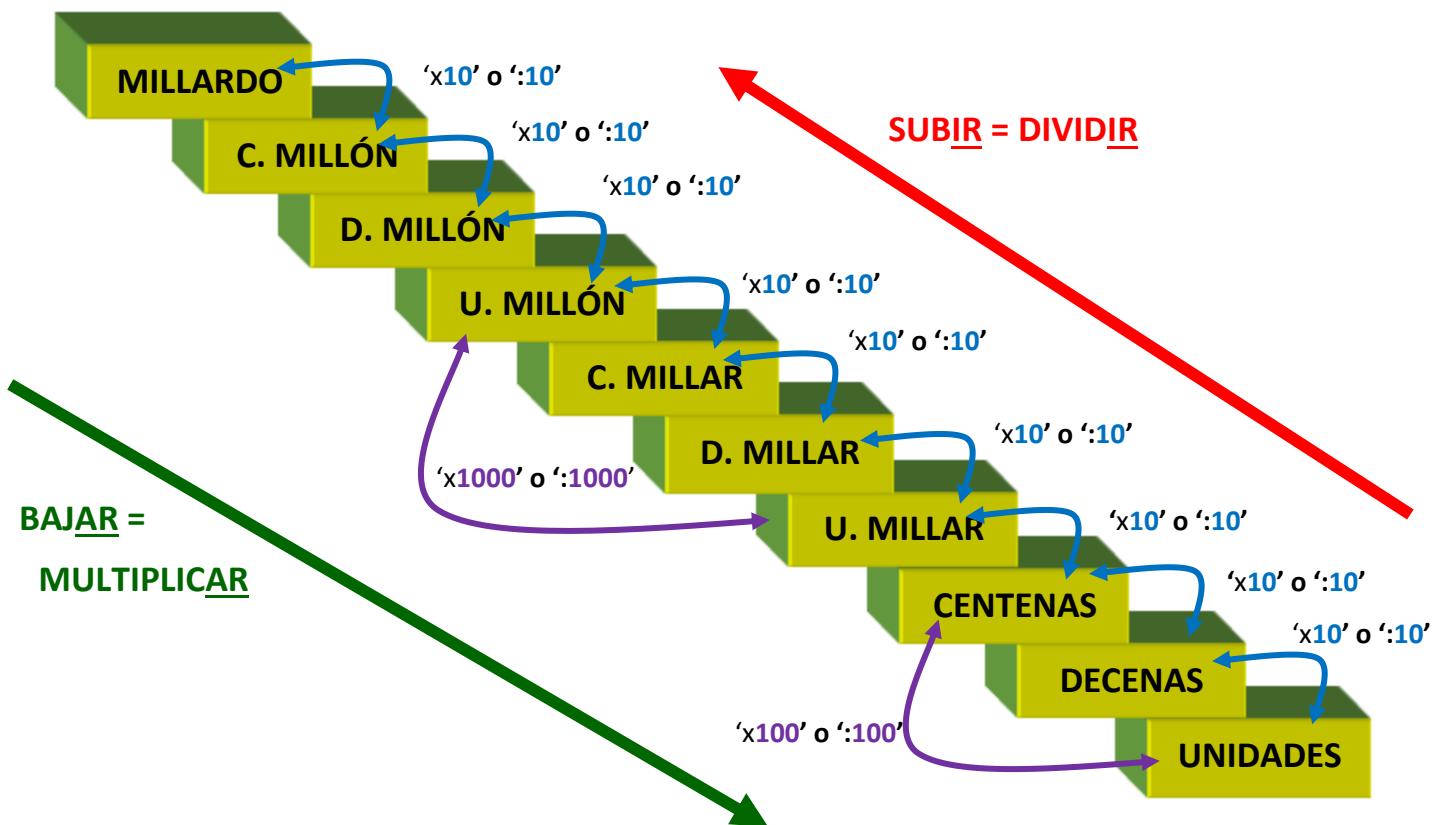 MILLARDO
‘x10’ o ‘:10’
C. MILLÓN
‘x10’ o ‘:10’
SUBIR = DIVIDIR
D. MILLÓN
‘x10’ o ‘:10’
U. MILLÓN
‘x10’ o ‘:10’
C. MILLAR
‘x10’ o ‘:10’
D. MILLAR
‘x10’ o ‘:10’
‘x1000’ o ‘:1000’
BAJAR =
MULTIPLICAR
U. MILLAR
‘x10’ o ‘:10’
CENTENAS
‘x10’ o ‘:10’
DECENAS
‘x10’ o ‘:10’
‘x100’ o ‘:100’
UNIDADES